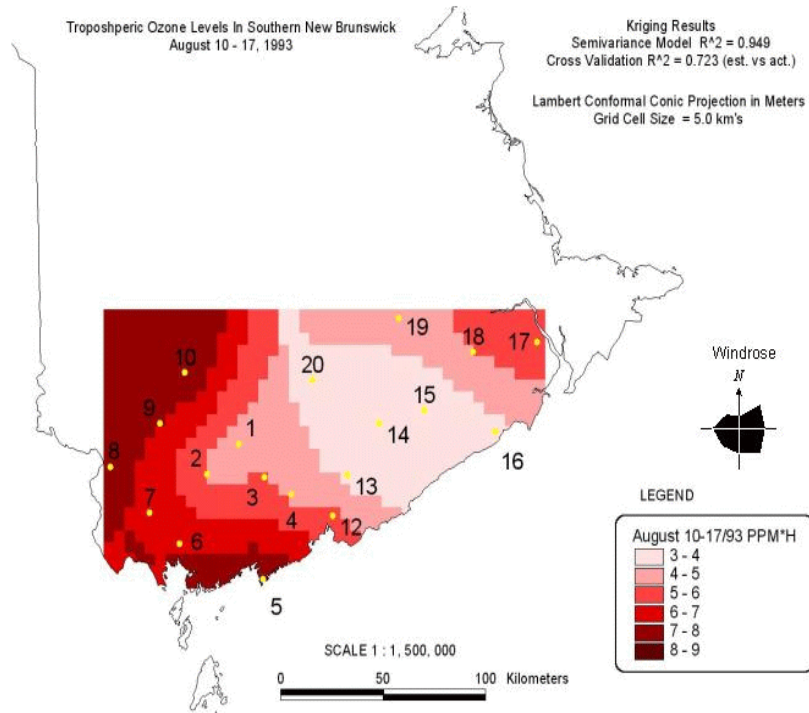 Troposhperic Ozone Levels In Southern New Brunswick
August 10 - 17, 1993
Kriging Results
Semivariance Model R^2 = 0.949
Cross Validation R^2 = 0.723 (est. vs act.)
Lambert Conformal Conic Projection in Meters
Grid Cell Size = 5.0 km's
19
18
17
10
20
Windrose
N
15
9
1
14
16
8
2
3
13
7
4
12
6
5
LEGEND
August 10-17/93 PPM*H
3 - 4
4 - 5
5 - 6
6 - 7
7 - 8
8 - 9
SCALE 1 : 1, 500, 000
0 50 100 Kilometers